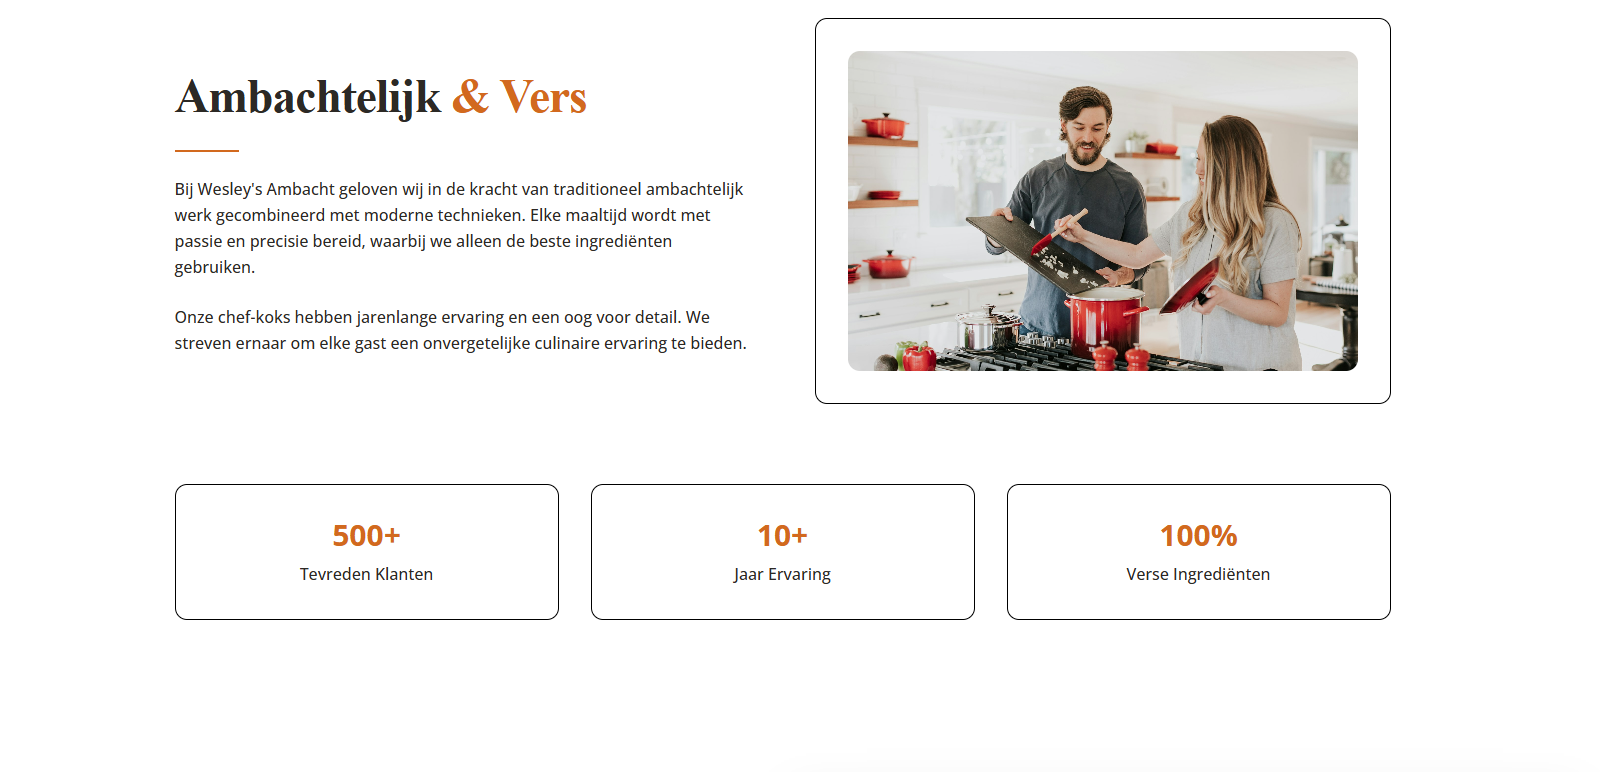 Ambachtelijk & Vers
Bij Wesley's Ambacht geloven wij in de kracht van traditioneel ambachtelijk
werk gecombineerd met moderne technieken. Elke maaltijd wordt met
passie en precisie bereid, waarbij we alleen de beste ingrediënten
gebruiken.
Onze chef-koks hebben jarenlange ervaring en een oog voor detail. We
streven ernaar om elke gast een onvergetelijke culinaire ervaring te bieden.
500+
Tevreden Klanten
10+
Jaar Ervaring
100%
Verse Ingrediënten